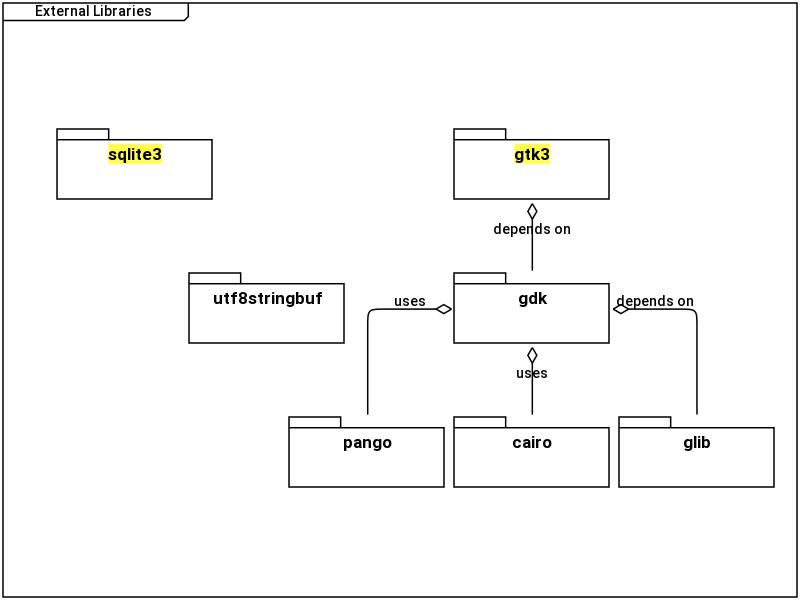 External Libraries
sqlite3
gtk3
depends on
utf8stringbuf
gdk
uses
depends on
uses
pango
cairo
glib